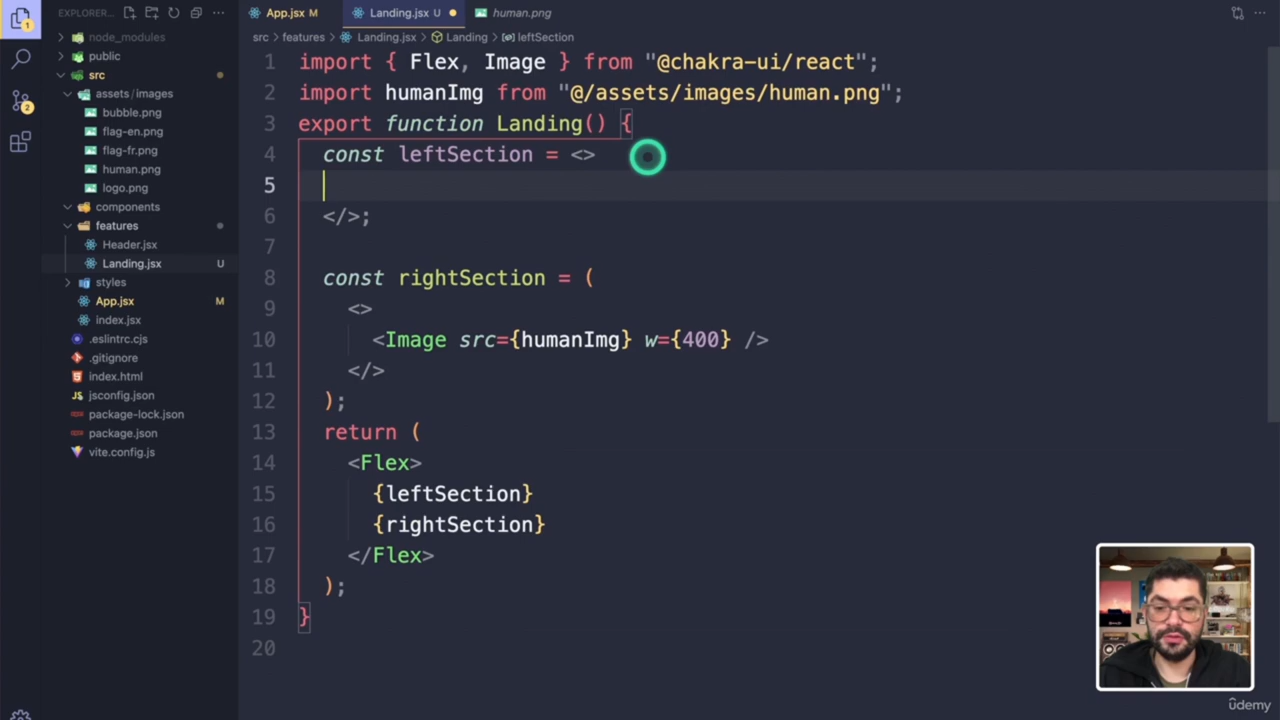 EXPLORER...
node_modules
public
src
assets/images
bubble.png
flag-en.png
flag-fr.png
human.png
logo.png
components
features
Header.jsx
Landing.jsx U
styles
App.jsx M
index.jsx
.eslintrc.cjs
.gitignore
index.html
jsconfig.json
package-lock.json
package.json
vite.config.js
1
2
App.jsx M
Landing.jsx U
human.png
src > features > Landing.jsx > Landing > leftSection
1 import { Flex, Image } from "@chakra-ui/react";
2 import humanImg from "@/assets/images/human.png";
3 export function Landing() {
4 const leftSection = <>
5
6 </>;
7
8 const rightSection = (
9 <>
10 <Image src={humanImg} w={400} />
11 </>
12 );
13 return (
14 <Flex>
15 {leftSection}
16 {rightSection}
17 </Flex>
18 );
19 }
20
ûdemy